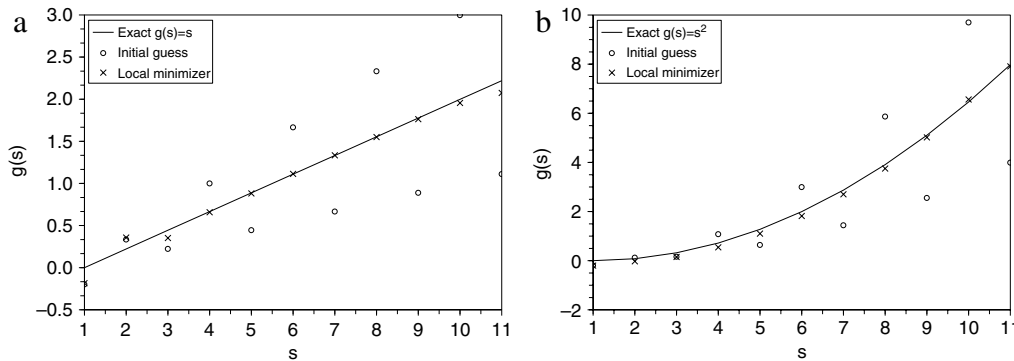 a
3.0
2.5
2.0
1.5
1.0
0.5
0.0
−0.5
g(s)
Exact g(s)=s
Initial guess
Local minimizer
1 2 3 4 5 6 7 8 9 10 11
s
b
10
8
6
4
2
0
−2
g(s)
Exact g(s)=s²
Initial guess
Local minimizer
1 2 3 4 5 6 7 8 9 10 11
s